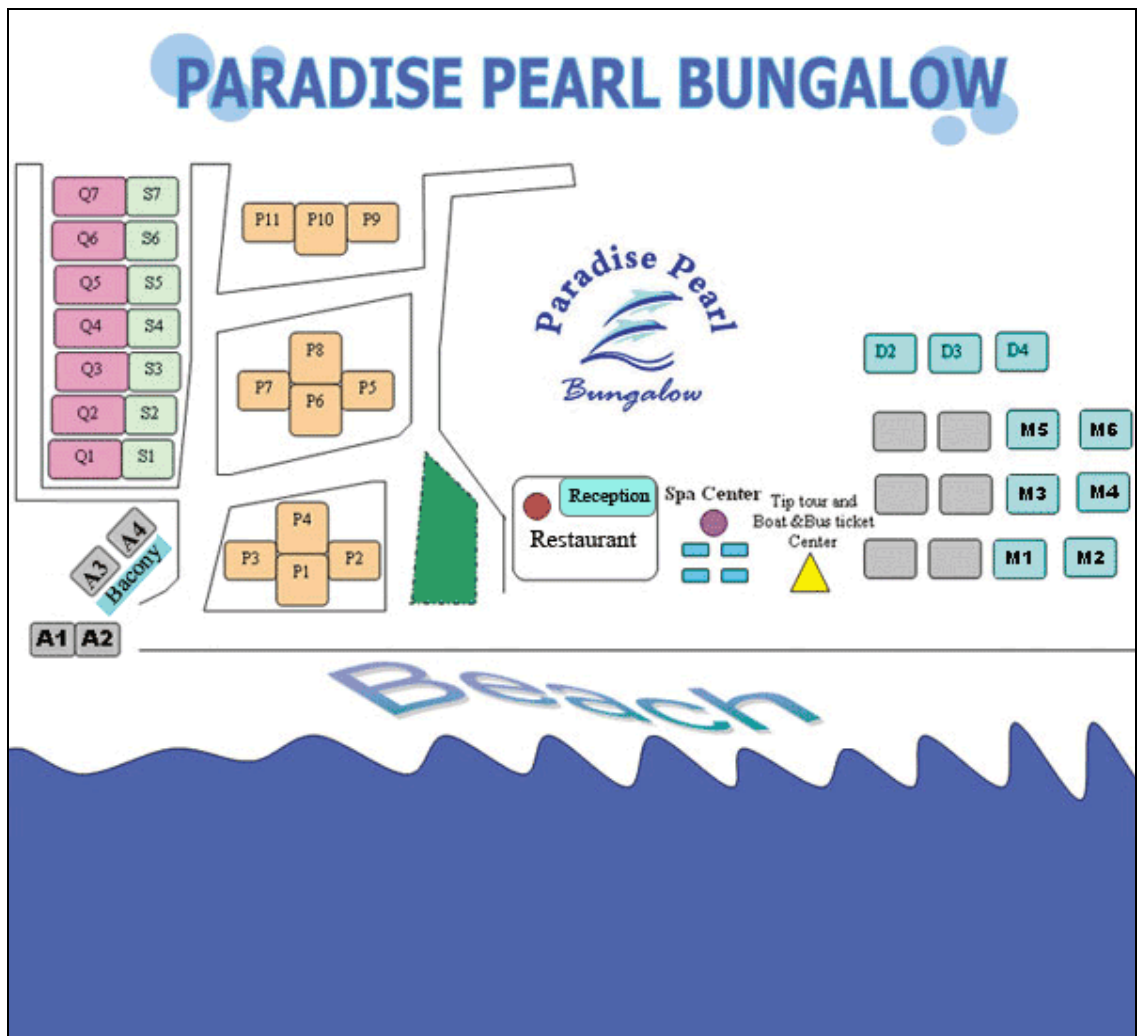 PARADISE PEARL BUNGALOW
Q7 S7
Q6 S6
Q5 S5
Q4 S4
Q3 S3
Q2 S2
Q1 S1
P11 P10 P9
P8
P7 P6 P5
P4
P3 P1 P2
A4
A3
Bacony
A1 A2
Paradise Pearl
Bungalow
Reception
Restaurant
Spa Center
Tip tour and
Boat &Bus ticket
Center
D2 D3 D4
M5 M6
M3 M4
M1 M2
Beach